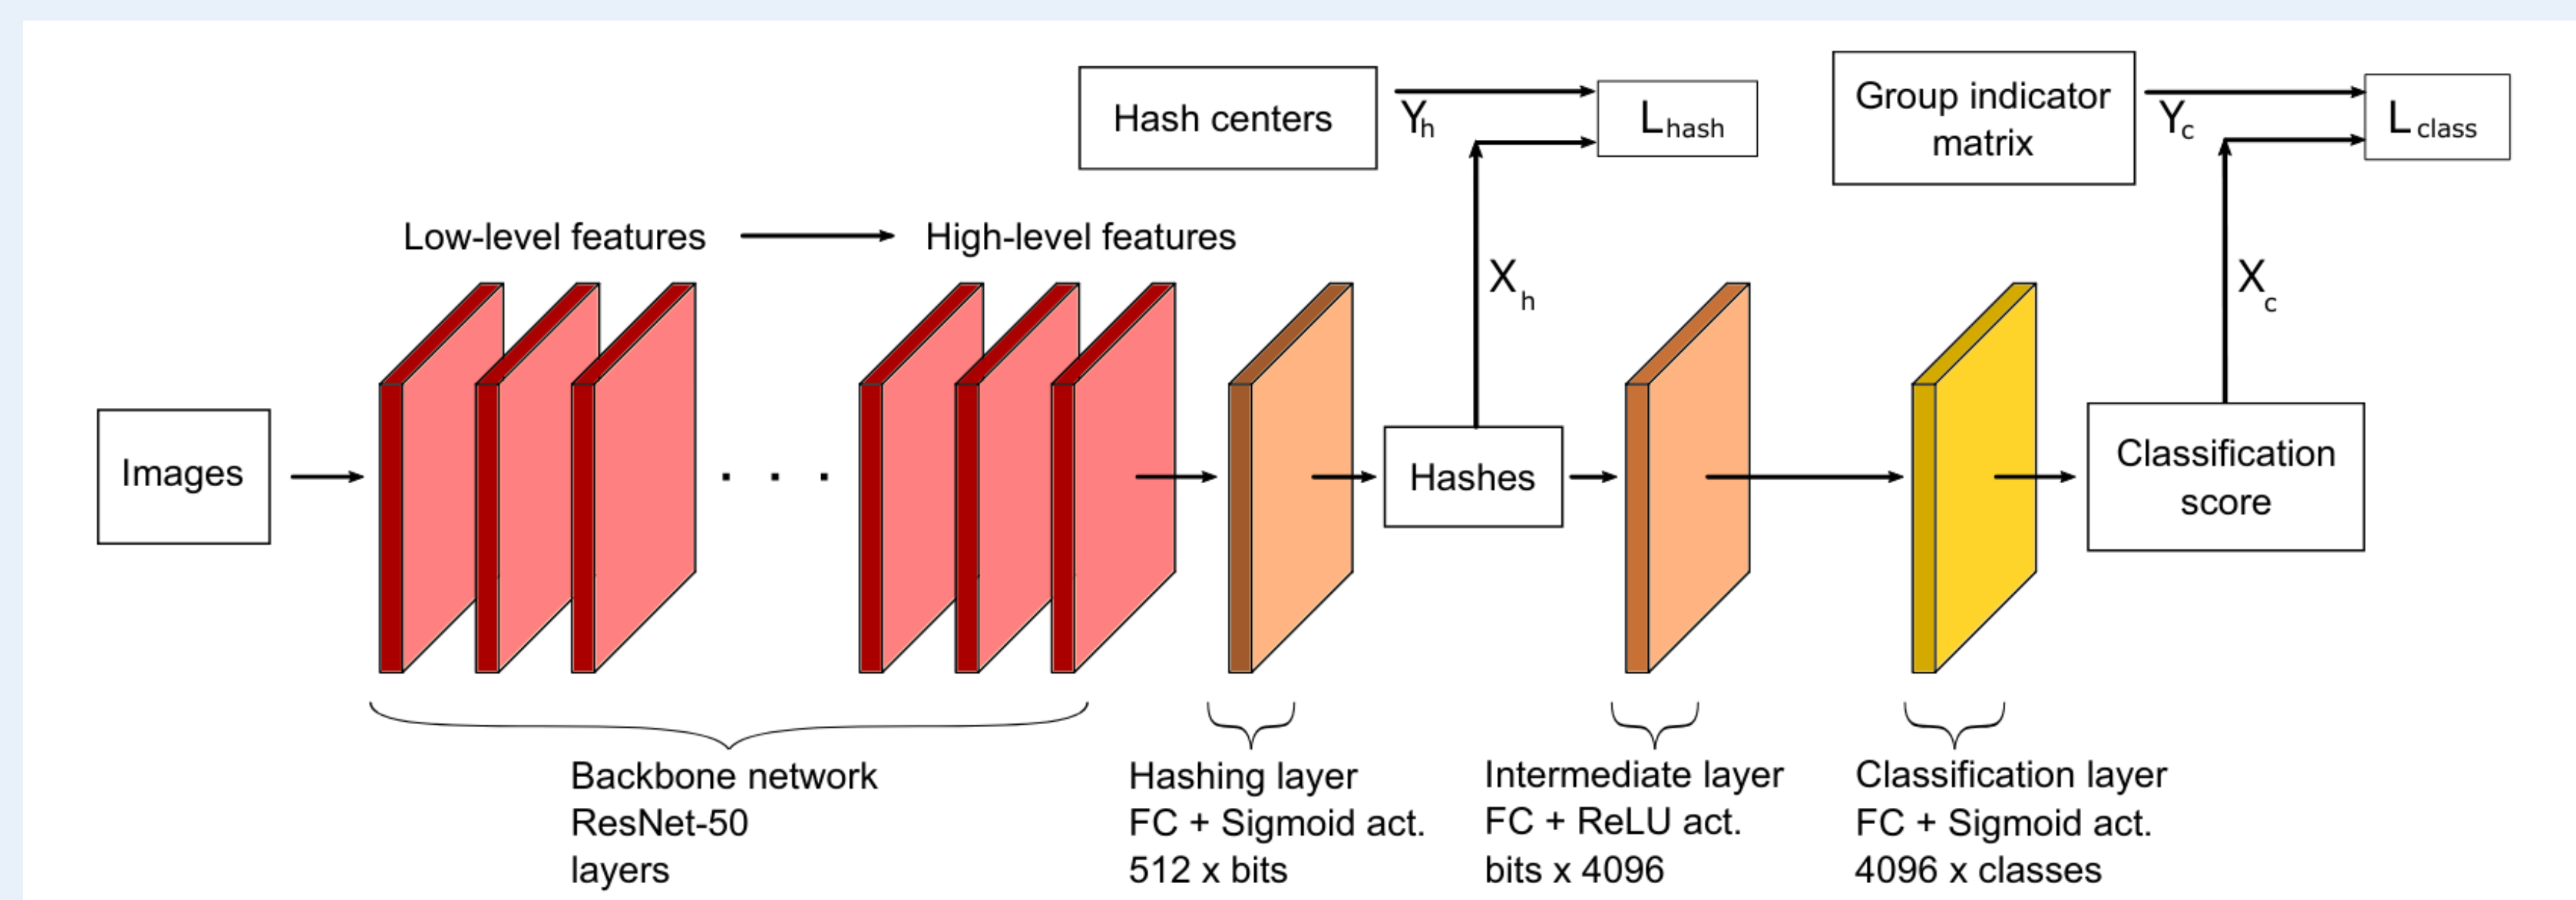 Hash centers
Yh
Lhash
Group indicator
matrix
Yc
Lclass
Low-level features
High-level features
Xh
Xc
Images
. . .
Hashes
Classification
score
Backbone network
ResNet-50
layers
Hashing layer
FC + Sigmoid act.
512 x bits
Intermediate layer
FC + ReLU act.
bits x 4096
Classification layer
FC + Sigmoid act.
4096 x classes